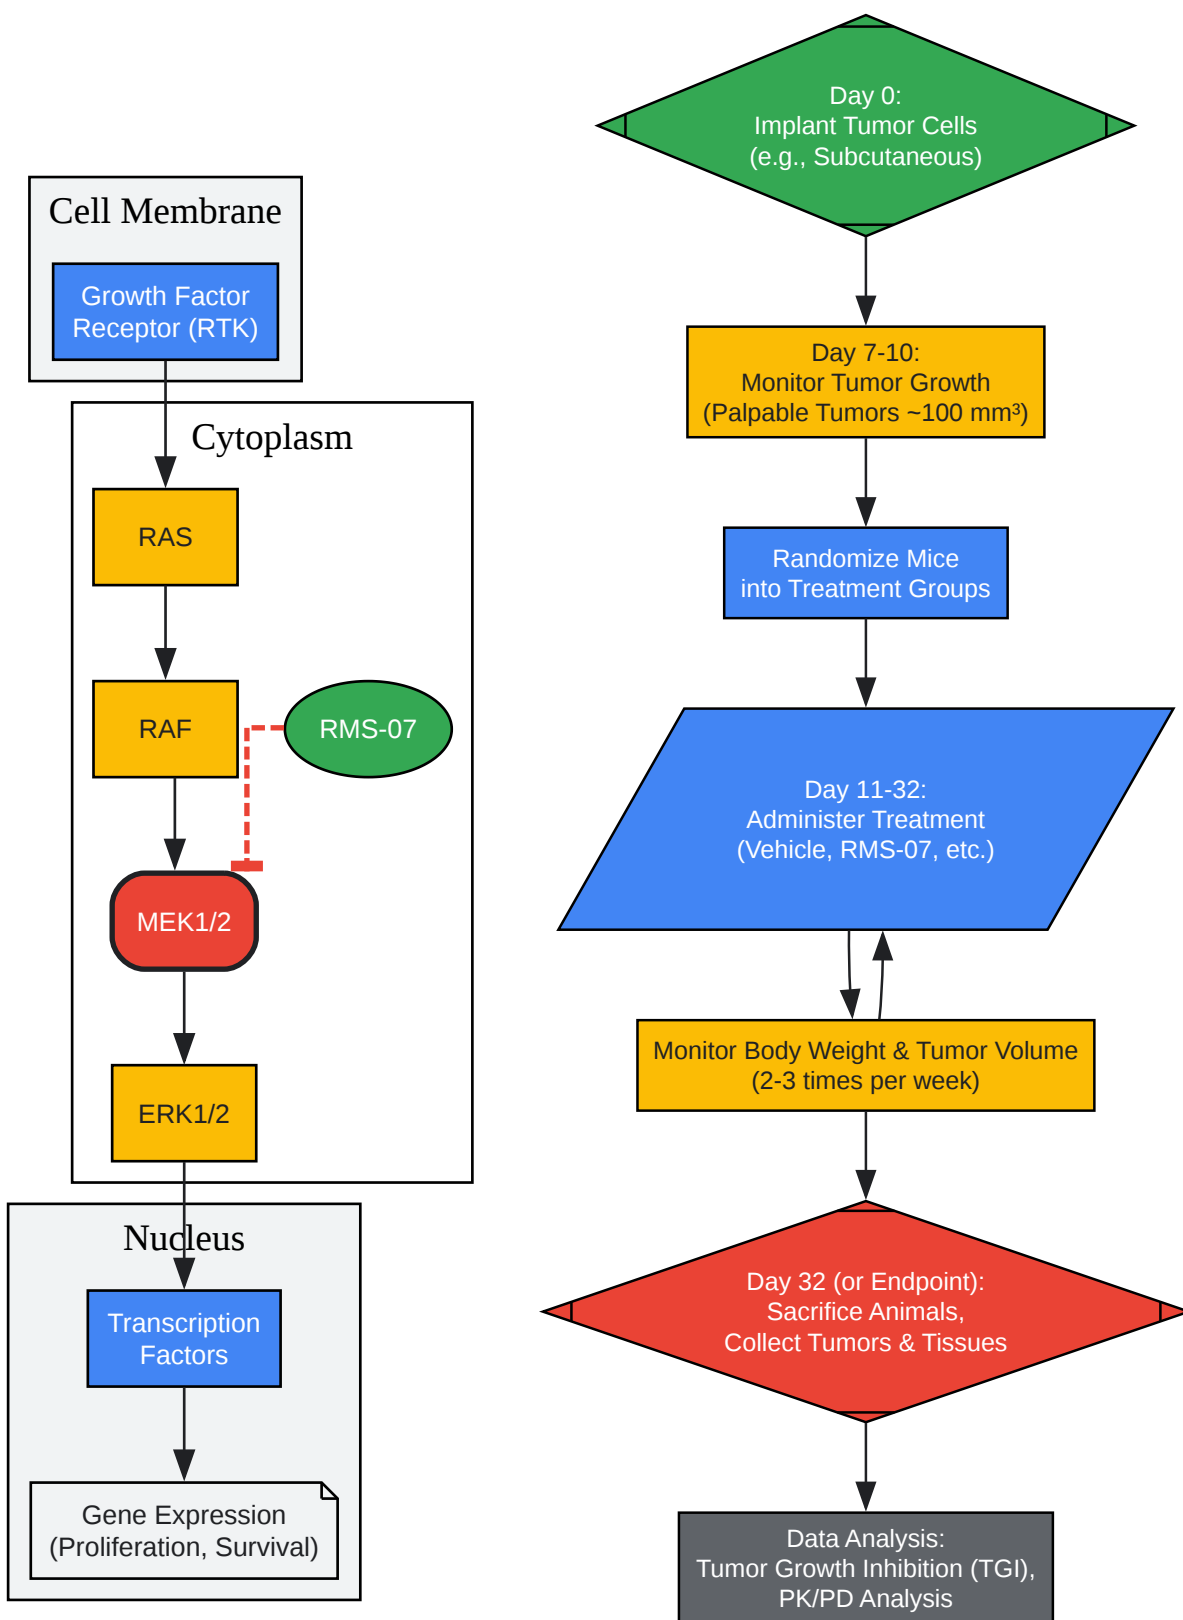 Cell Membrane
Growth Factor
Receptor (RTK)
Cytoplasm
RAS
RAF
RMS-07
MEK1/2
ERK1/2
Nucleus
Transcription
Factors
Gene Expression
(Proliferation, Survival)
Day 0:
Implant Tumor Cells
(e.g., Subcutaneous)
Day 7-10:
Monitor Tumor Growth
(Palpable Tumors ~100 mm³)
Randomize Mice
into Treatment Groups
Day 11-32:
Administer Treatment
(Vehicle, RMS-07, etc.)
Monitor Body Weight & Tumor Volume
(2-3 times per week)
Day 32 (or Endpoint):
Sacrifice Animals,
Collect Tumors & Tissues
Data Analysis:
Tumor Growth Inhibition (TGI),
PK/PD Analysis